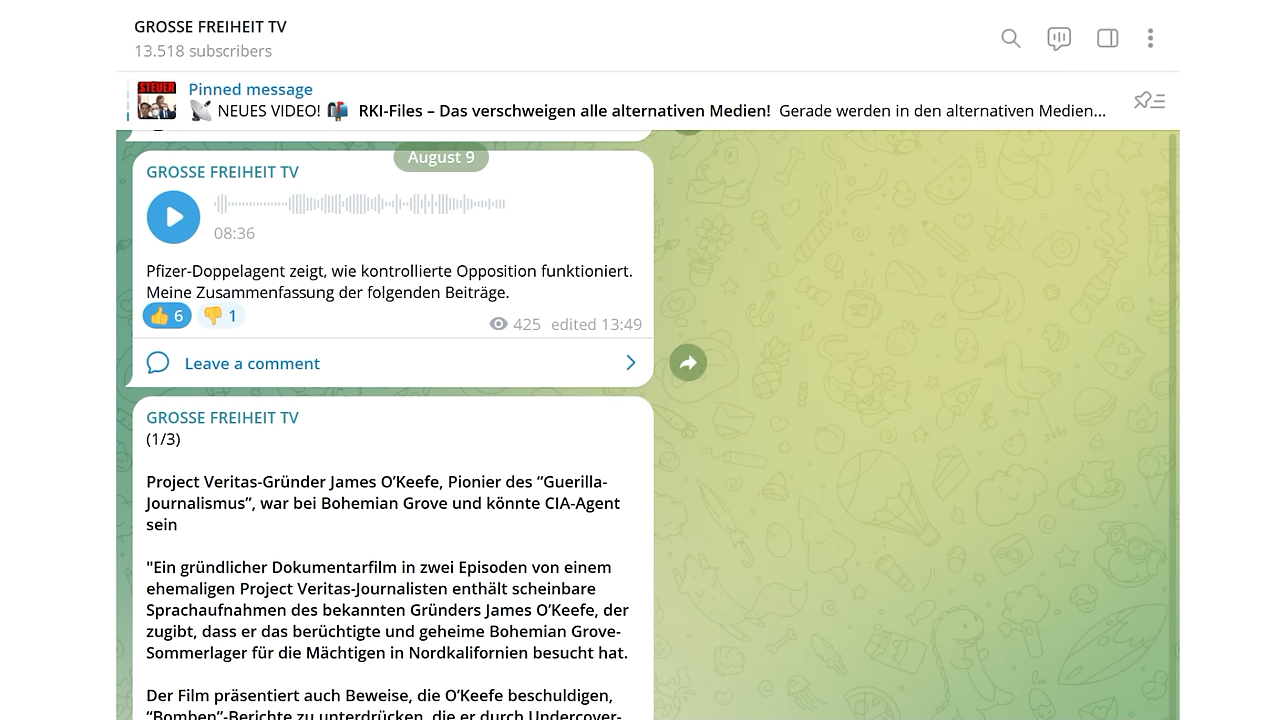 GROSSE FREIHEIT TV
13.518 subscribers
STEUER
Pinned message
NEUES VIDEO! RKI-Files – Das verschweigen alle alternativen Medien! Gerade werden in den alternativen Medien...
August 9
GROSSE FREIHEIT TV
08:36
Pfizer-Doppelagent zeigt, wie kontrollierte Opposition funktioniert.
Meine Zusammenfassung der folgenden Beiträge.
6 1
425 edited 13:49
Leave a comment
GROSSE FREIHEIT TV
(1/3)
Project Veritas-Gründer James O’Keefe, Pionier des “Guerilla-
Journalismus”, war bei Bohemian Grove und könnte CIA-Agent
sein
"Ein gründlicher Dokumentarfilm in zwei Episoden von einem
ehemaligen Project Veritas-Journalisten enthält scheinbare
Sprachaufnahmen des bekannten Gründers James O’Keefe, der
zugibt, dass er das berüchtigte und geheime Bohemian Grove-
Sommerlager für die Mächtigen in Nordkalifornien besucht hat.
Der Film präsentiert auch Beweise, die O’Keefe beschuldigen,
“Bomben”-Berichte zu unterdrücken, die er durch Undercover-